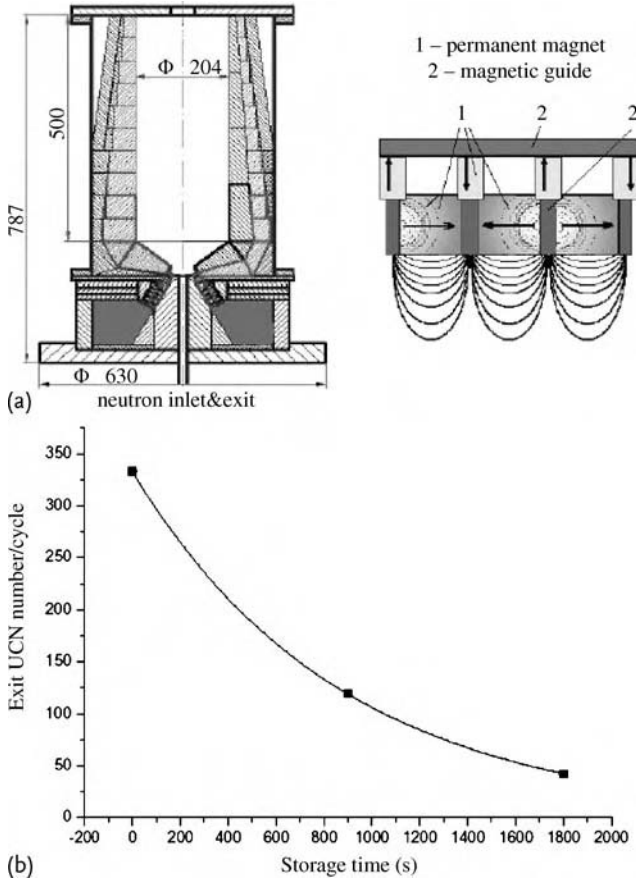 Φ 204
500
787
Φ 630
neutron inlet&exit
(a)
1 – permanent magnet
2 – magnetic guide
1
2
2
350
300
250
200
150
100
50
0
-200 0 200 400 600 800 1000 1200 1400 1600 1800 2000
Exit UCN number/cycle
Storage time (s)
(b)